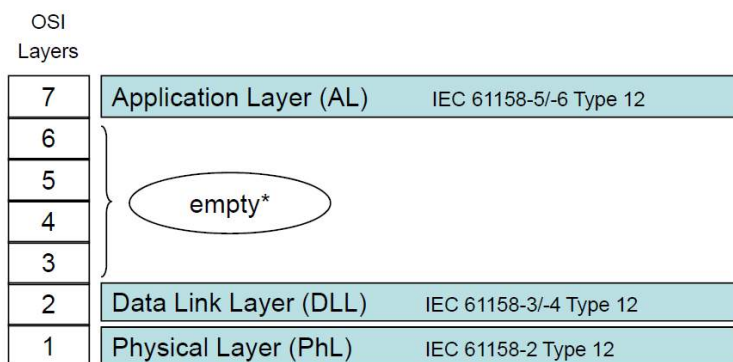 OSI
Layers
7 Application Layer (AL) IEC 61158-5/-6 Type 12
6
5
empty*
4
3
2 Data Link Layer (DLL) IEC 61158-3/-4 Type 12
1 Physical Layer (PhL) IEC 61158-2 Type 12